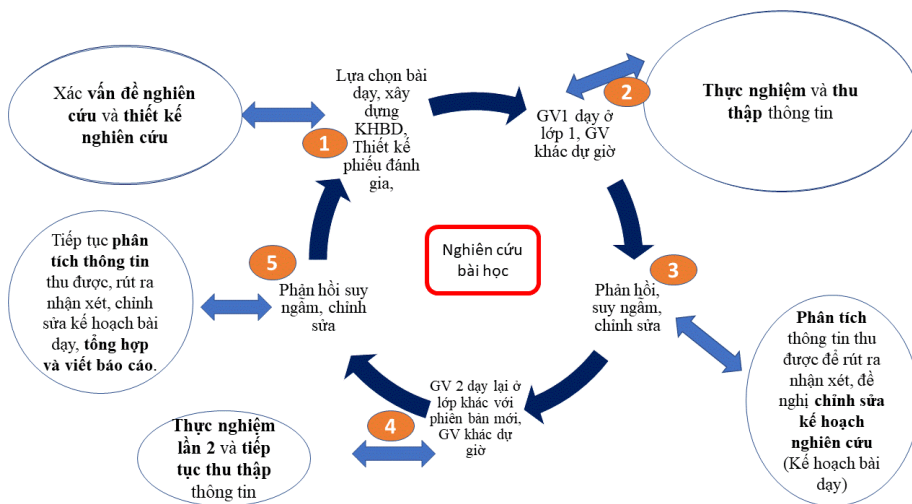 Xác vấn đề nghiên
cứu và thiết kế
nghiên cứu
1
Lựa chọn bài
dạy, xây
dựng
KHBD,
Thiết kế
phiếu đánh
gia,
2
GV1 dạy ở
lớp 1, GV
khác dự giờ
Thực nghiệm và thu
thập thông tin
Nghiên cứu
bài học
3
Phản hồi,
suy ngẫm,
chỉnh sửa
Phân tích
thông tin thu
được để rút ra
nhận xét, đề
nghị chỉnh sửa
kế hoạch
nghiên cứu
(Kế hoạch bài
dạy)
4
GV 2 dạy lại ở
lớp khác với
phiên bản mới,
GV khác dự
giờ
Thực nghiệm
lần 2 và tiếp
tục thu thập
thông tin
5
Phản hồi suy
ngẫm, chỉnh
sửa
Tiếp tục phân
tích thông tin
thu được, rút ra
nhận xét, chỉnh
sửa kế hoạch bài
dạy, tổng hợp
và viết báo cáo.